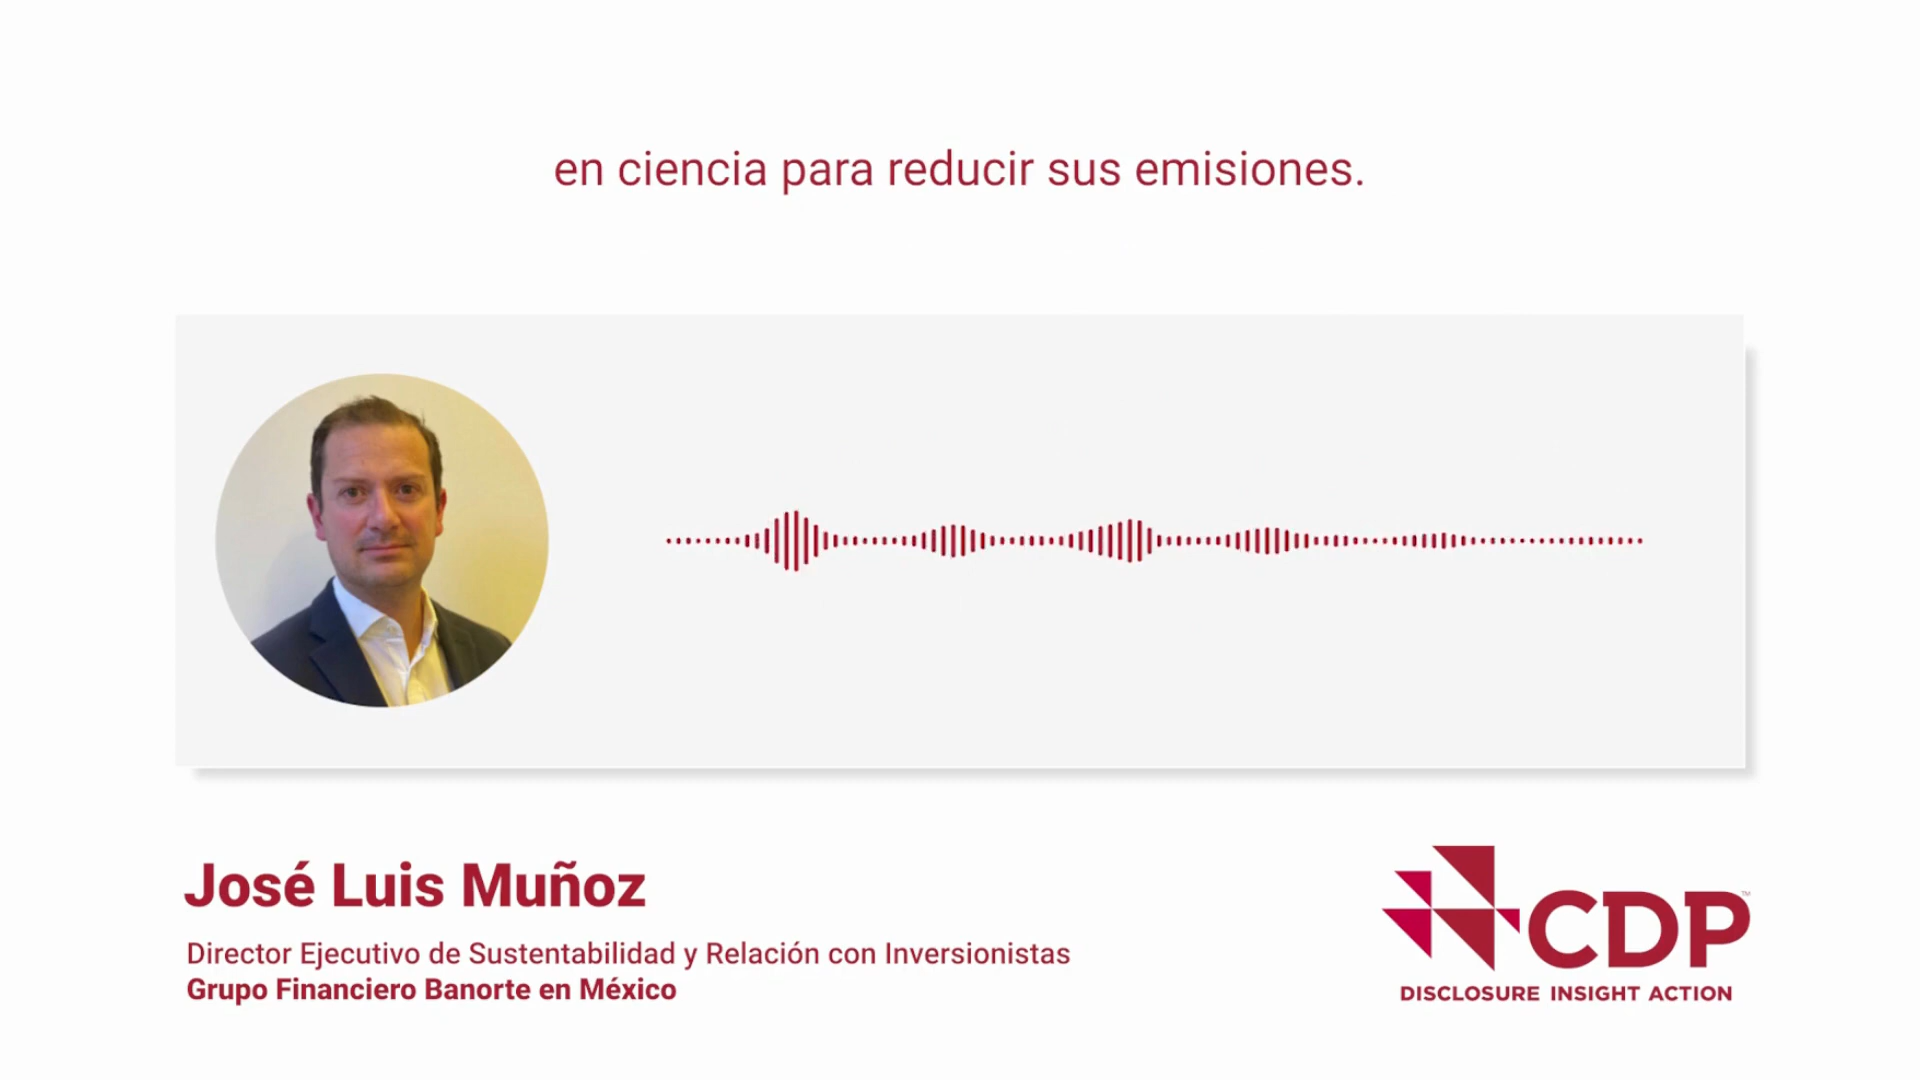 en ciencia para reducir sus emisiones.
José Luis Muñoz
Director Ejecutivo de Sustentabilidad y Relación con Inversionistas
Grupo Financiero Banorte en México
CDP™
DISCLOSURE INSIGHT ACTION